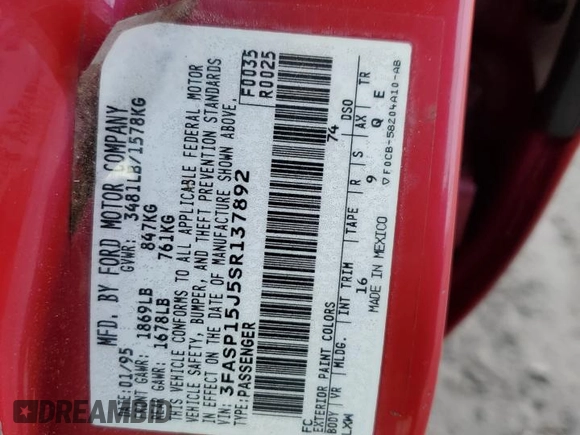 MFD. BY FORD MOTOR COMPANY
DATE: 01/95 GVWR: 3481LB/1578KG
FRONT GAWR: 1869LB 847KG
REAR GAWR: 1678LB 761KG
THIS VEHICLE CONFORMS TO ALL APPLICABLE FEDERAL MOTOR
VEHICLE SAFETY, BUMPER, AND THEFT PREVENTION STANDARDS
IN EFFECT ON THE DATE OF MANUFACTURE SHOWN ABOVE.
VIN: 3FASP15J5SR137892 F0035
TYPE: PASSENGER R0025
EXTERIOR PAINT COLORS 74 DSO
BODY VR MLDG. INT TRIM TAPE R S AX TR
LXW 16 9 Q E
MADE IN MEXICO F0CB-58204A10-AB
DREAMBID